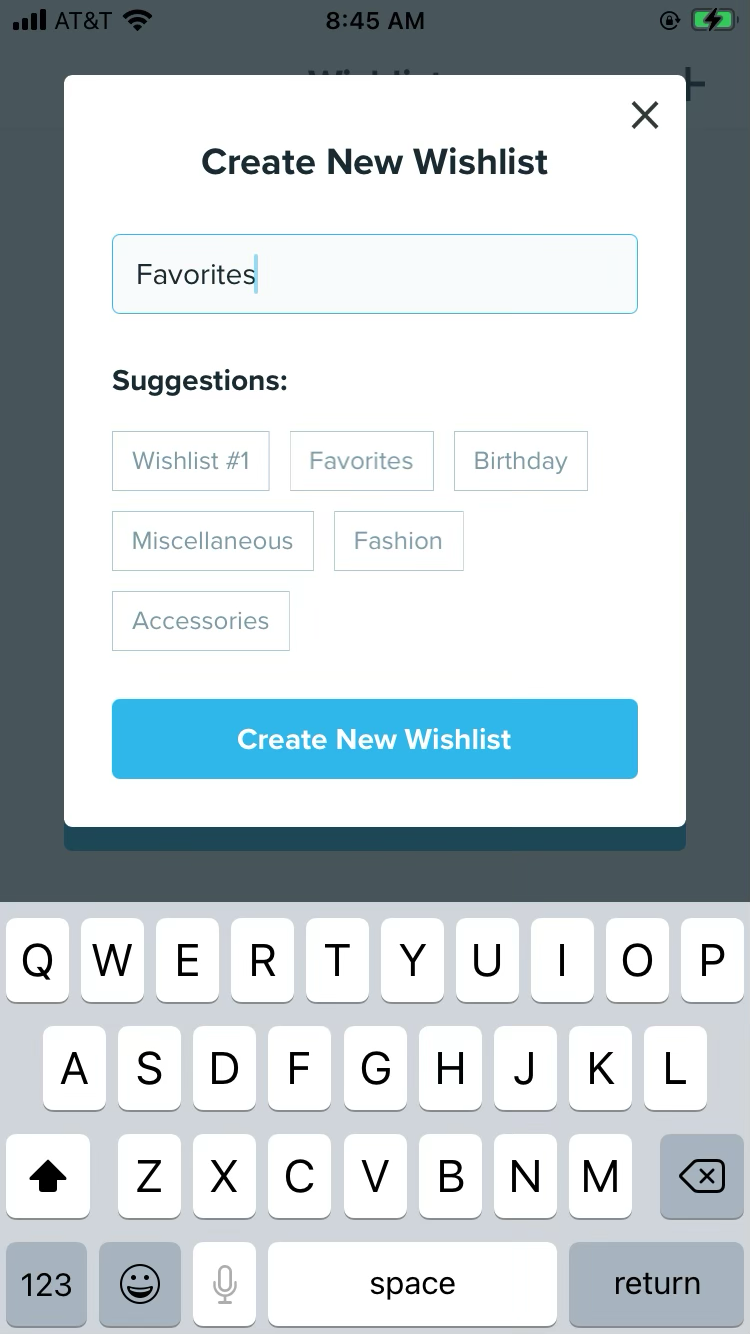 AT&T 8:45 AM
Wishlist
Create New Wishlist
Favorites
Suggestions:
Wishlist #1 Favorites Birthday
Miscellaneous Fashion
Accessories
Create New Wishlist
Q W E R T Y U I O P
A S D F G H J K L
Z X C V B N M
123 space return